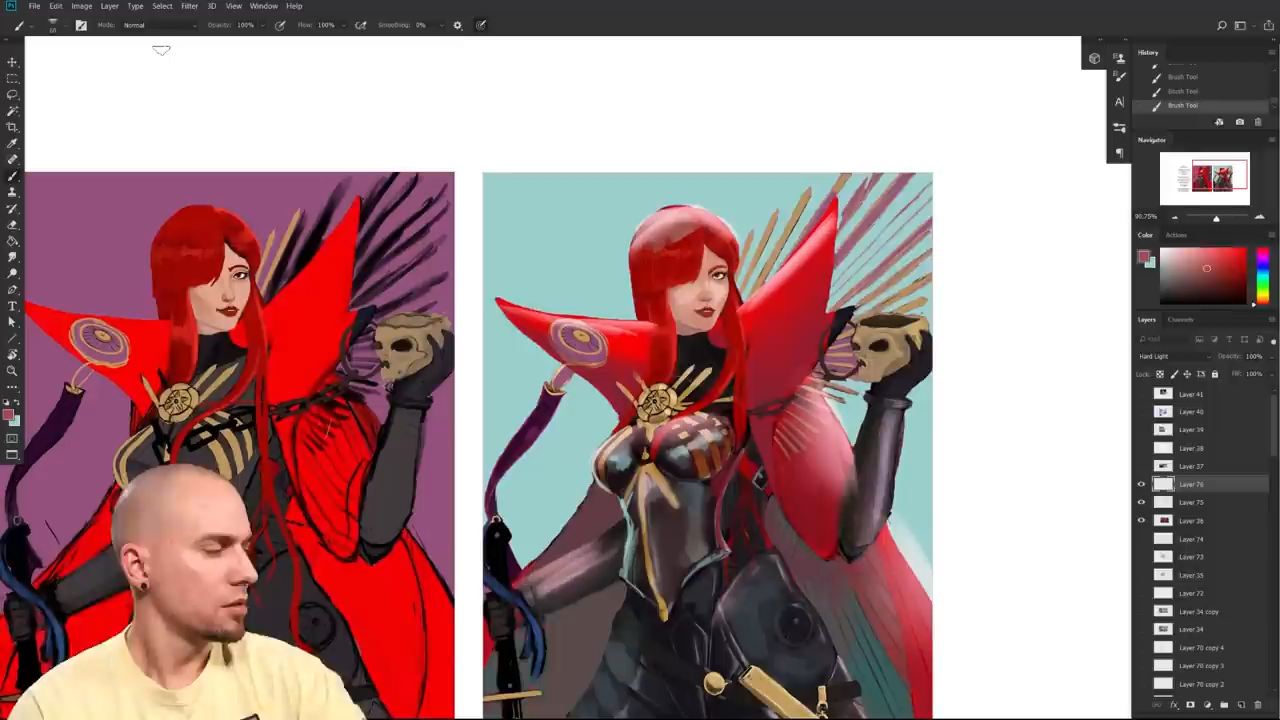 Ps File Edit Image Layer Type Select Filter 3D View Window Help
Mode: Normal Opacity: 100% Flow: 100% Smoothing: 0%
History
Brush Tool
Brush Tool
Brush Tool
Navigator
90.75%
Color Actions
Layers Channels
Hard Light Opacity: 100%
Lock: Fill: 100%
Layer 41
Layer 40
Layer 39
Layer 38
Layer 37
Layer 76
Layer 75
Layer 36
Layer 74
Layer 73
Layer 35
Layer 72
Layer 34 copy
Layer 34
Layer 70 copy 4
Layer 70 copy 3
Layer 70 copy 2